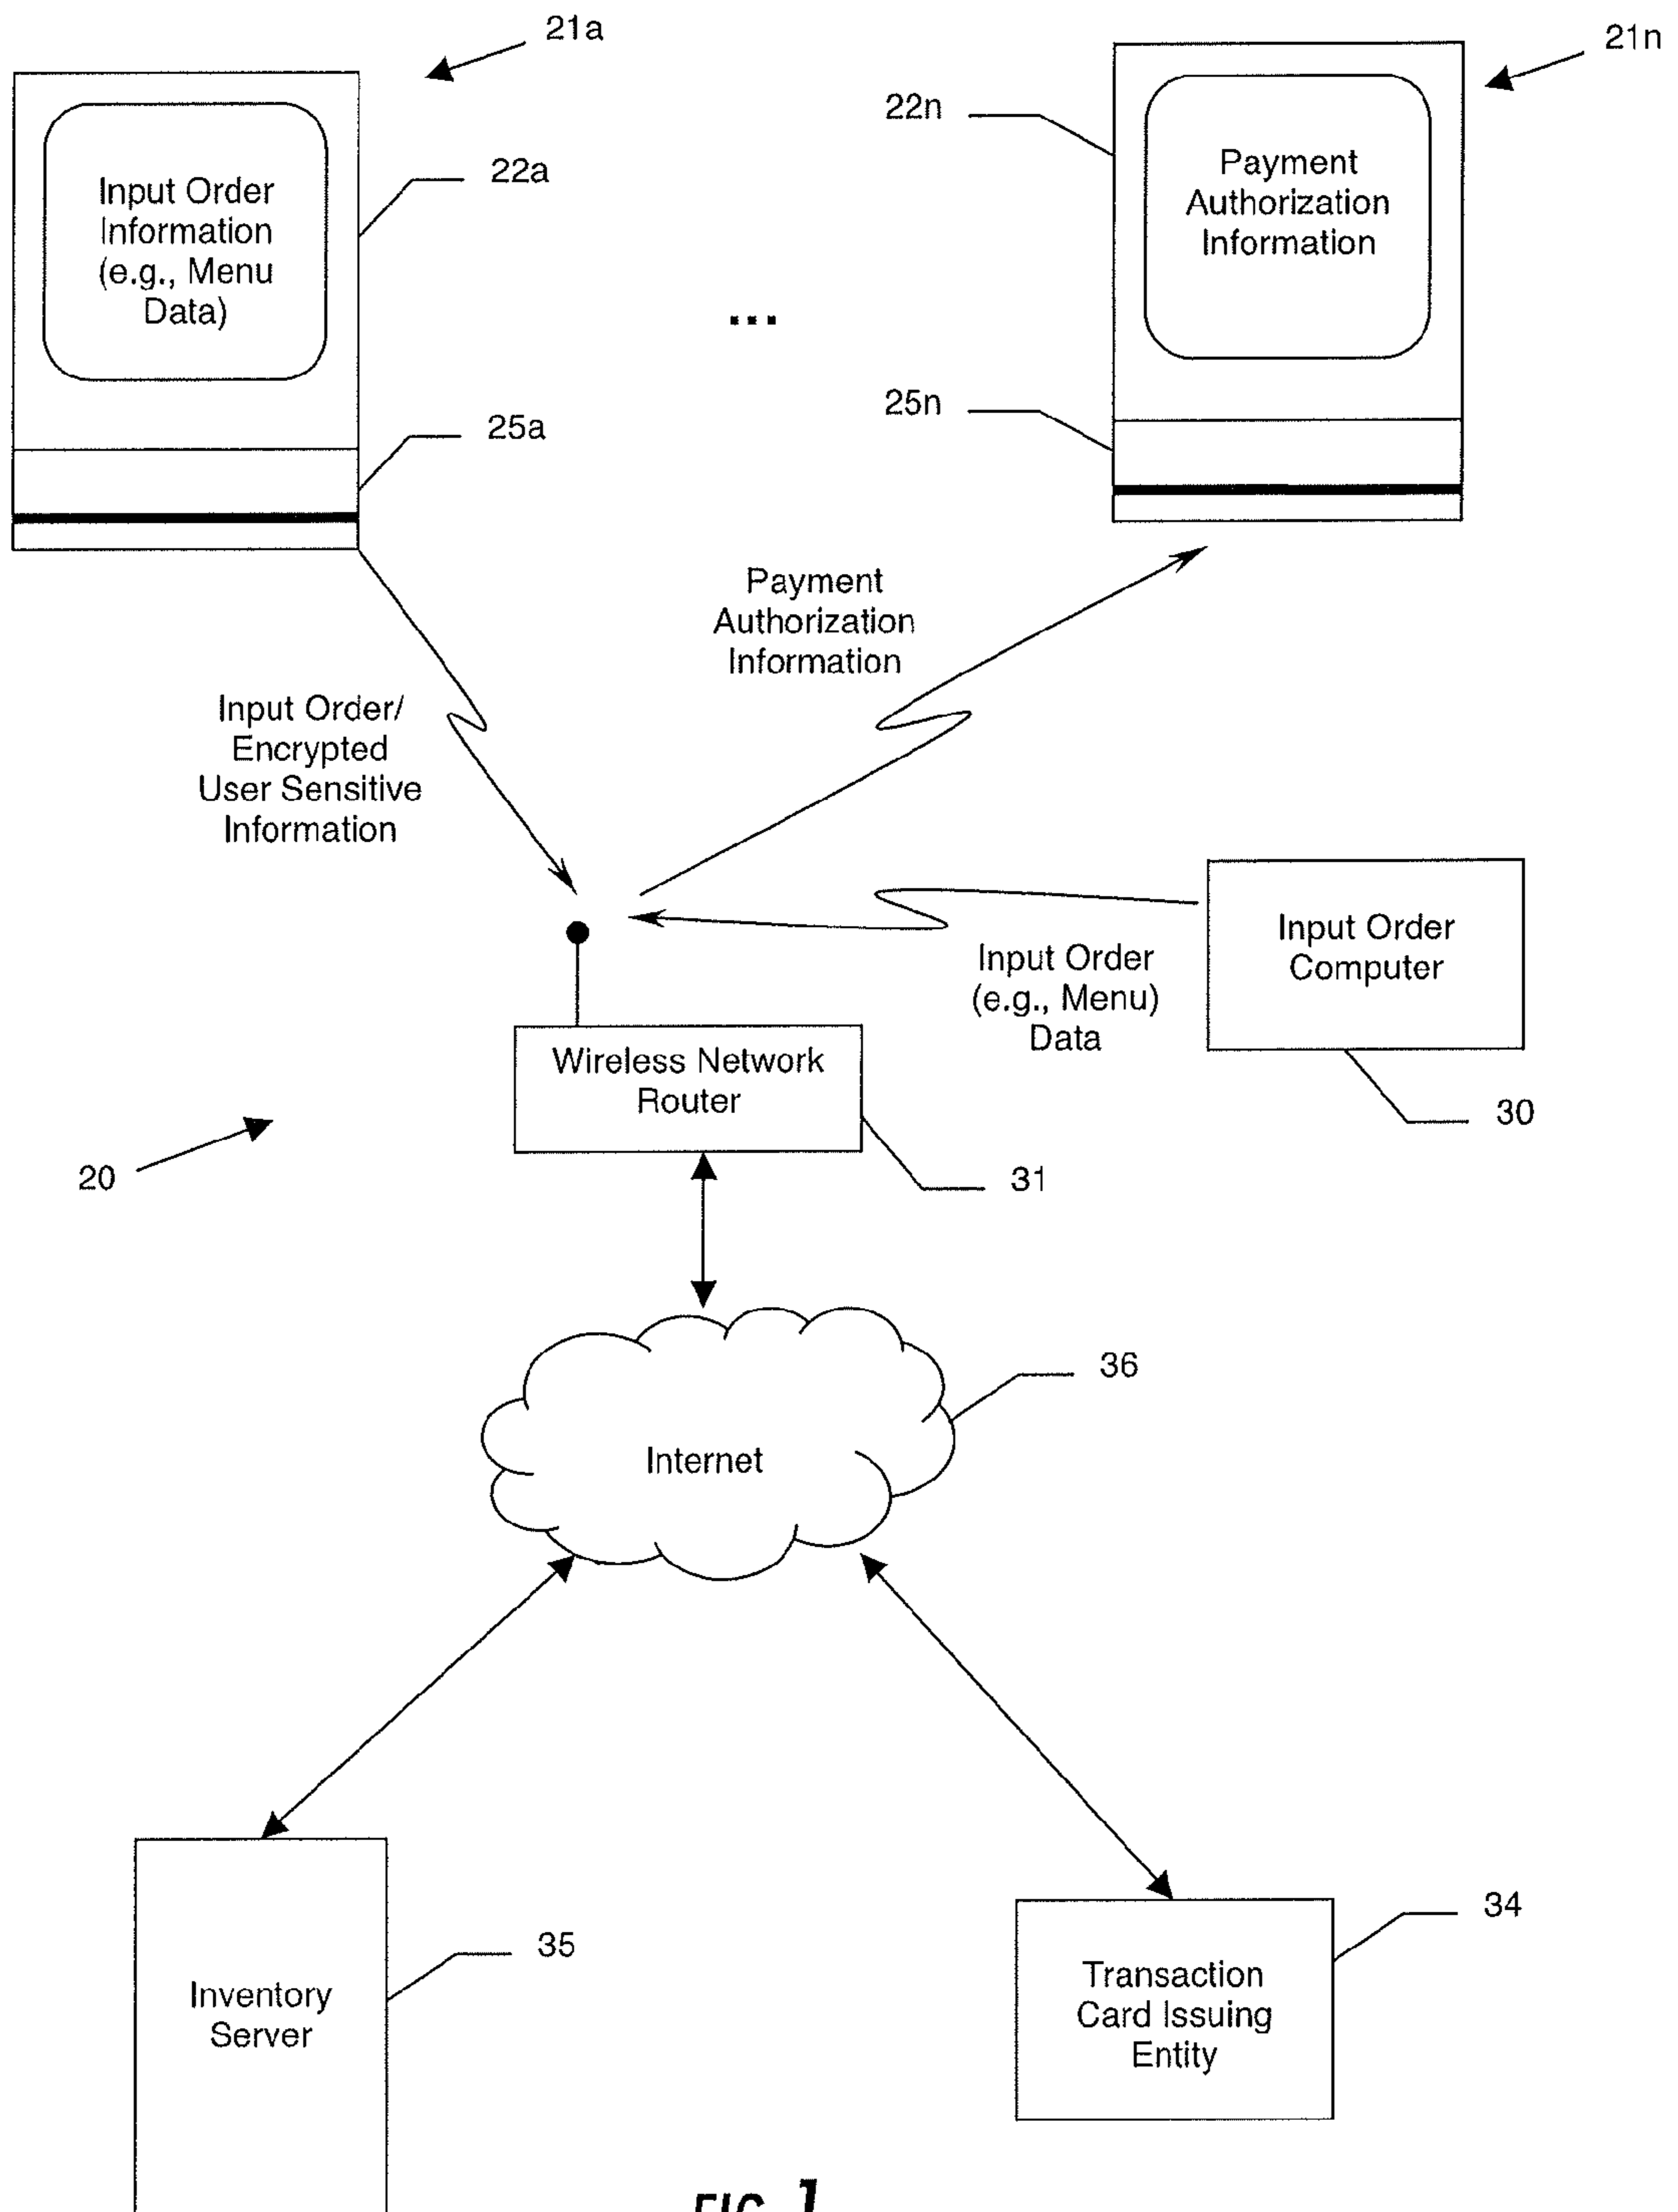 21a
21n
22n
Payment
Authorization
Information
Input Order
Information
(e.g., Menu
Data)
22a
...
25n
25a
Payment
Authorization
Information
Input Order/
Encrypted
User Sensitive
Information
Input Order
Computer
Input Order
(e.g., Menu)
Data
Wireless Network
Router
30
20
31
36
Internet
34
35
Transaction
Card Issuing
Entity
Inventory
Server
FIG. 1